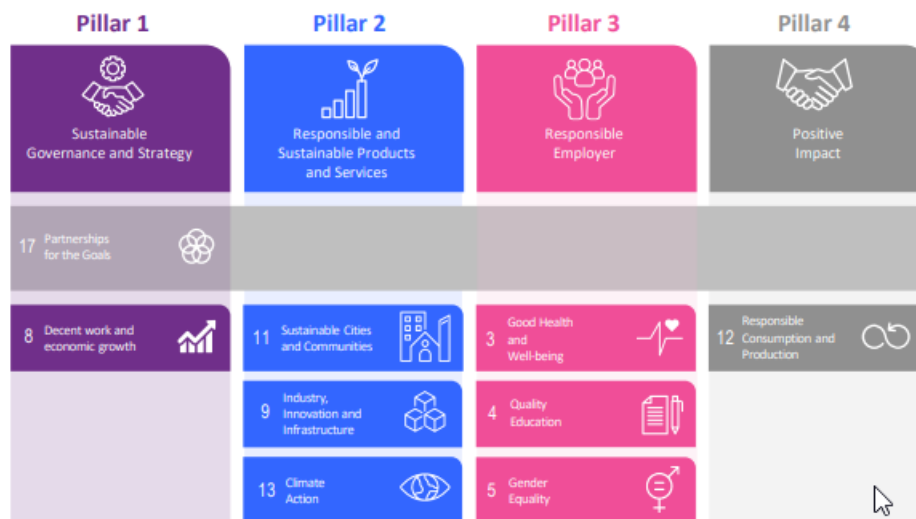 Pillar 1
Pillar 2
Pillar 3
Pillar 4
Sustainable
Governance and Strategy
Responsible and
Sustainable Products
and Services
Responsible
Employer
Positive
Impact
17 Partnerships
for the Goals
8 Decent work and
economic growth
11 Sustainable Cities
and Communities
3 Good Health
and
Well-being
12 Responsible
Consumption and
Production
9 Industry,
Innovation and
Infrastructure
4 Quality
Education
13 Climate
Action
5 Gender
Equality